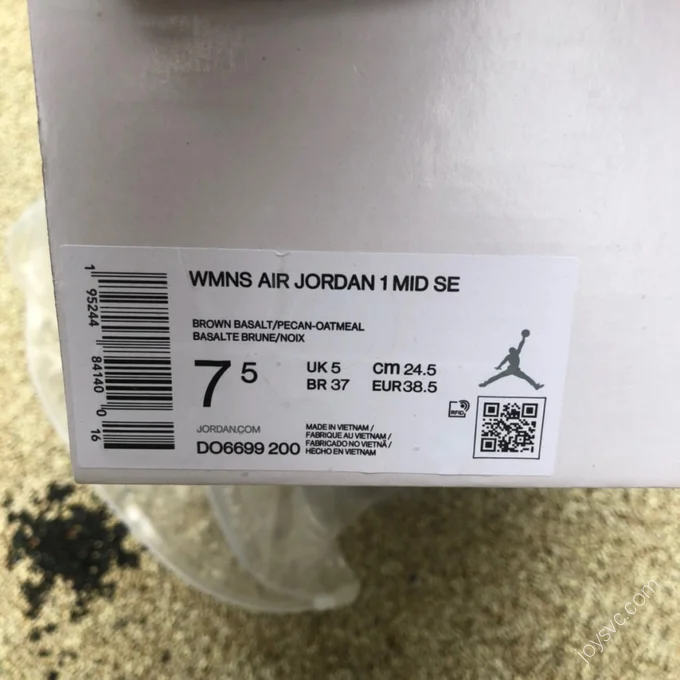 WMNS AIR JORDAN 1 MID SE
BROWN BASALT/PECAN-OATMEAL
BASALTE BRUNE/NOIX
7 5
UK 5
BR 37
cm 24.5
EUR 38.5
JORDAN.COM
DO6699 200
MADE IN VIETNAM /
FABRIQUE AU VIETNAM /
FABRICADO NO VIETNÃ /
HECHO EN VIETNAM
RFID
1 95244 84140 0 16
joysvc.com